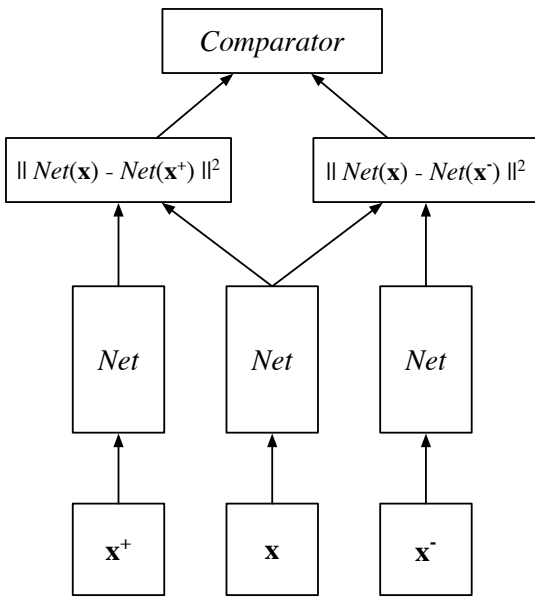 Comparator
|| Net(x) - Net(x⁺) ||² || Net(x) - Net(x⁻) ||²
Net Net Net
x⁺ x x⁻